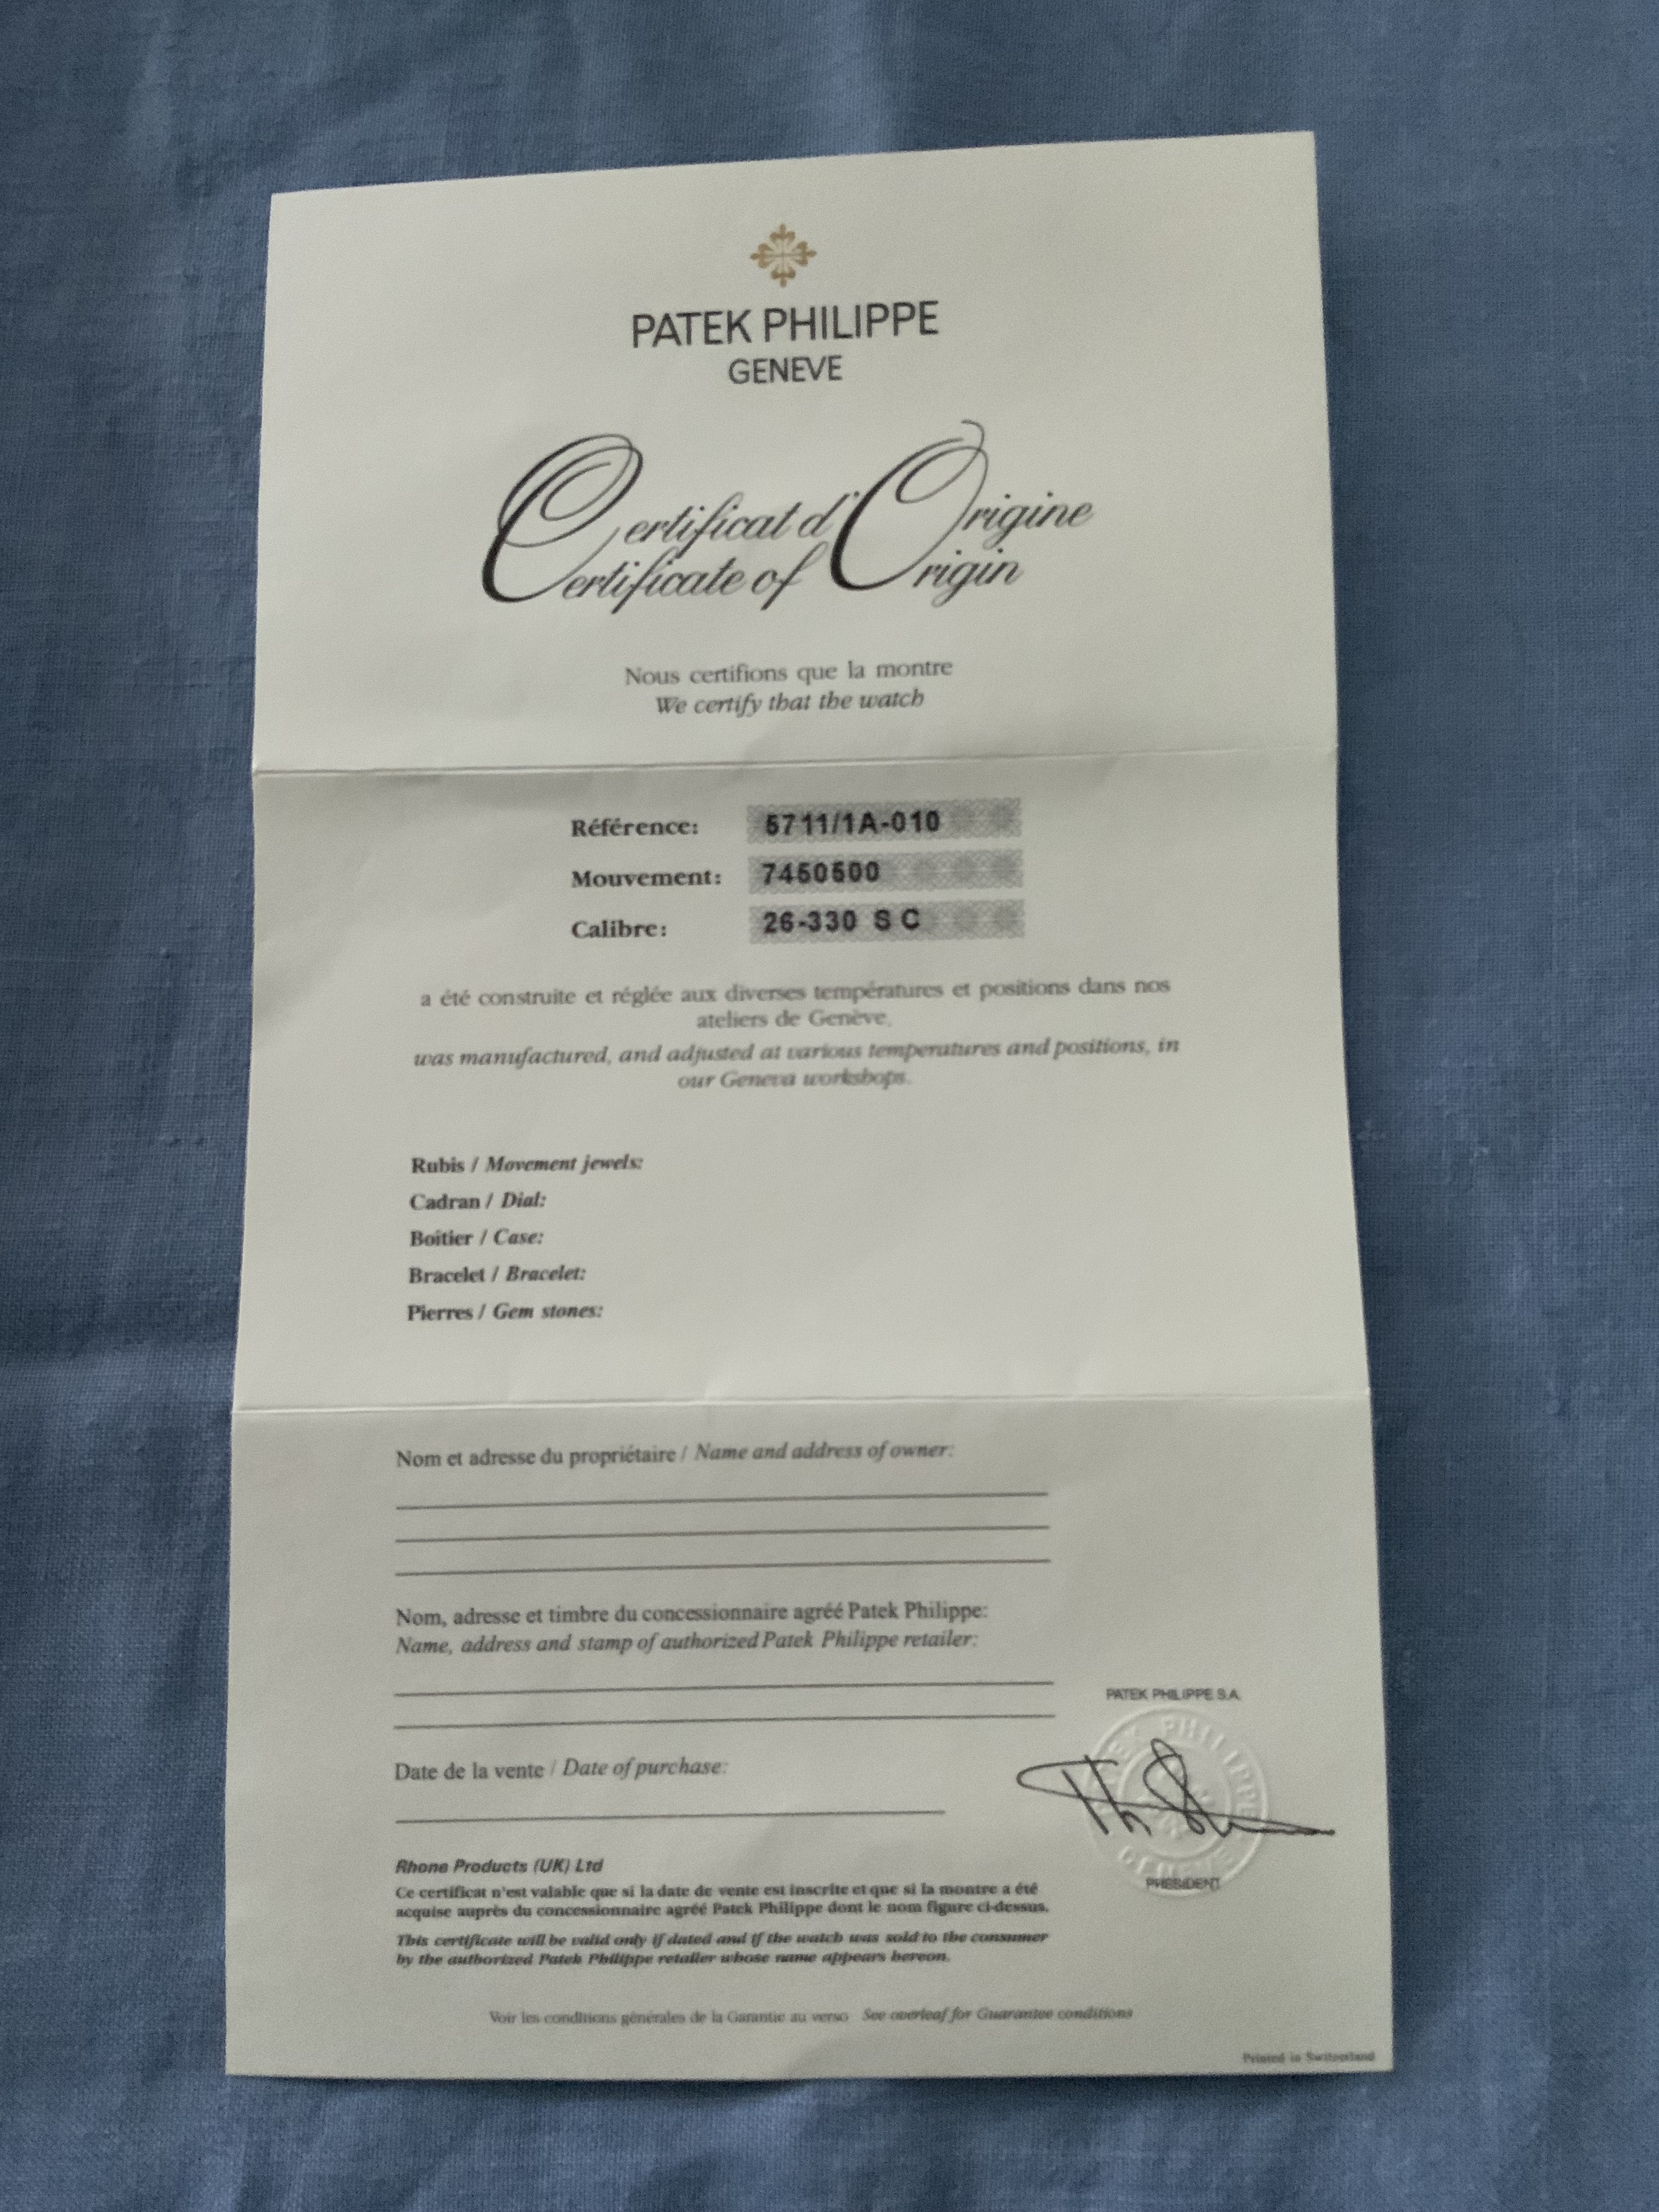 PATEK PHILIPPE
GENEVE
Certificat d'Origine
Certificate of Origin
Nous certifions que la montre
We certify that the watch
Référence: 5711/1A-010
Mouvement: 7450500
Calibre: 26-330 S C
a été construite et réglée aux diverses températures et positions dans nos
ateliers de Genève.
was manufactured, and adjusted at various temperatures and positions, in
our Geneva workshops.
Rubis / Movement jewels:
Cadran / Dial:
Boîtier / Case:
Bracelet / Bracelet:
Pierres / Gem stones:
Nom et adresse du propriétaire / Name and address of owner:
Nom, adresse et timbre du concessionnaire agréé Patek Philippe:
Name, address and stamp of authorized Patek Philippe retailer:
PATEK PHILIPPE S.A.
PATEK PHILIPPE
GENEVE
PRESIDENT
Date de la vente / Date of purchase:
Rhone Products (UK) Ltd
Ce certificat n'est valable que si la date de vente est inscrite et que si la montre a été
acquise auprès du concessionnaire agréé Patek Philippe dont le nom figure ci-dessus.
This certificate will be valid only if dated and if the watch was sold to the consumer
by the authorized Patek Philippe retailer whose name appears hereon.
Voir les conditions générales de la Garantie au verso See overleaf for Guarantee conditions
Printed in Switzerland